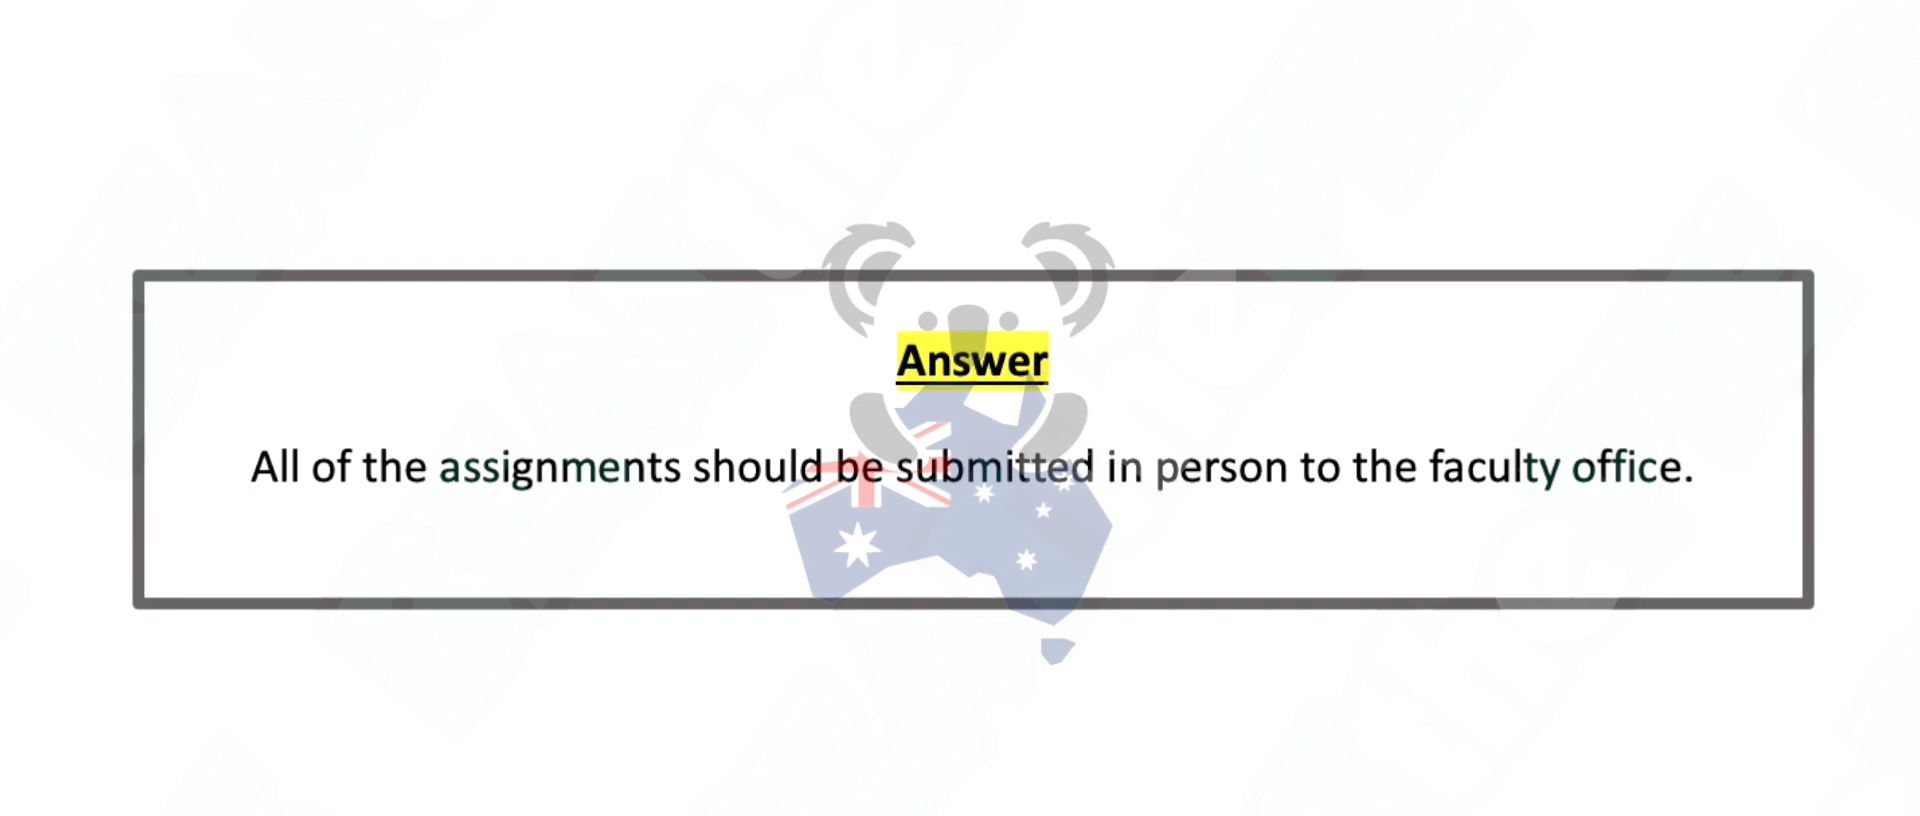 Answer
All of the assignments should be submitted in person to the faculty office.